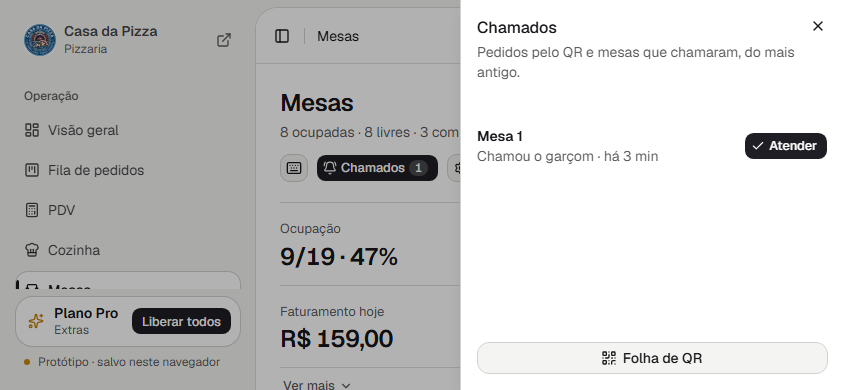 Casa da Pizza
Pizzaria
Operação
Visão geral
Fila de pedidos
PDV
Cozinha
Mesas
Plano Pro
Extras
Liberar todos
Protótipo · salvo neste navegador
Mesas
Mesas
8 ocupadas · 8 livres · 3 com
Chamados 1
Ocupação
9/19 · 47%
Faturamento hoje
R$ 159,00
Ver mais
Chamados
Pedidos pelo QR e mesas que chamaram, do mais
antigo.
Mesa 1
Chamou o garçom · há 3 min
Atender
Folha de QR